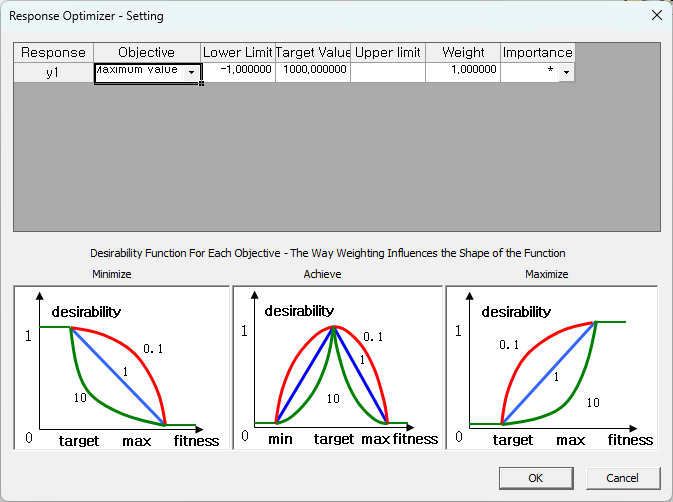 Response Optimizer - Setting
Response Objective Lower Limit Target Value Upper limit Weight Importance
y1 Maximum value -1,000000 1000,000000 1,000000 *
Desirability Function For Each Objective - The Way Weighting Influences the Shape of the Function
Minimize Achieve Maximize
desirability
1
0. 1
1
10
0
target max fitness
desirability
1
0. 1
1
10
0
min target max fitness
desirability
1
0. 1
1
10
0
target max fitness
OK Cancel